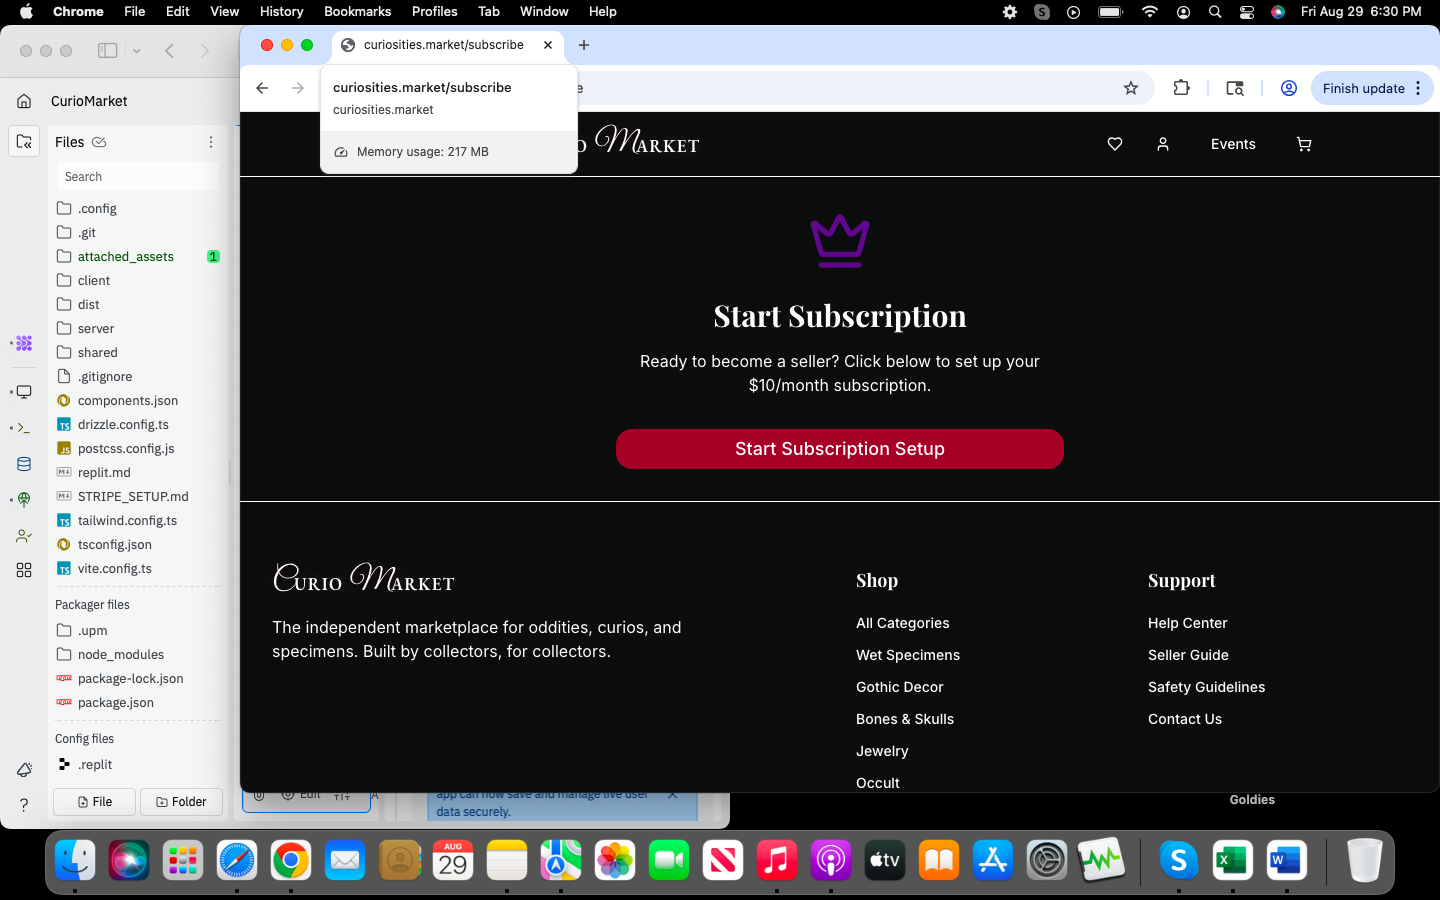 Chrome File Edit View History Bookmarks Profiles Tab Window Help Fri Aug 29 6:30 PM
curiosities.market/subscribe
curiosities.market/subscribe
curiosities.market
Memory usage: 217 MB
e
Finish update
CurioMarket
Files
Search
.config
.git
attached_assets 1
client
dist
server
shared
.gitignore
components.json
drizzle.config.ts
postcss.config.js
replit.md
STRIPE_SETUP.md
tailwind.config.ts
tsconfig.json
vite.config.ts
Packager files
.upm
node_modules
package-lock.json
package.json
Config files
.replit
File Folder
o Market
Events
Start Subscription
Ready to become a seller? Click below to set up your
$10/month subscription.
Start Subscription Setup
Curio Market
The independent marketplace for oddities, curios, and
specimens. Built by collectors, for collectors.
Shop
All Categories
Wet Specimens
Gothic Decor
Bones & Skulls
Jewelry
Occult
Support
Help Center
Seller Guide
Safety Guidelines
Contact Us
Edit
A
app can now save and manage live user
data securely.
Goldies
AUG
29
tv